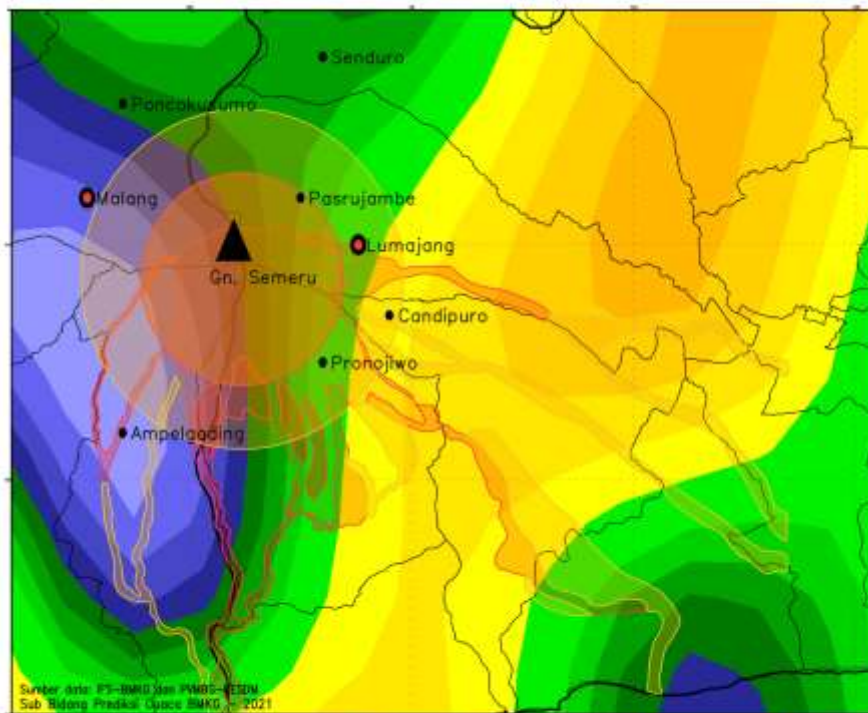 Senduro
Poncokusumo
Malang
Pasrujambe
Lumajang
Gn. Semeru
Candipuro
Pronojiwo
Ampelgading
Sumber data: IFS-BMKG dan PVMBG-KESDM
Sub Bidang Prediksi Cuaca BMKG - 2021